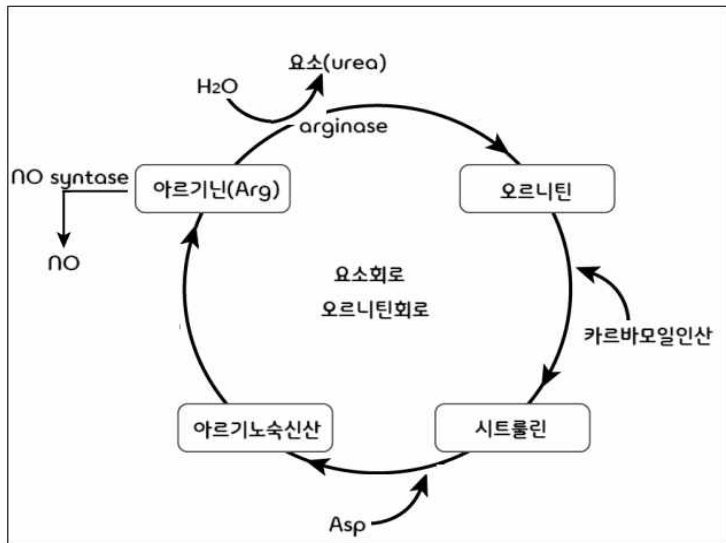 요소(urea)
H2O
arginase
NO syntase
아르기닌(Arg)
오르니틴
NO
요소회로
오르니틴회로
카르바모일인산
아르기노숙신산
시트룰린
Asp